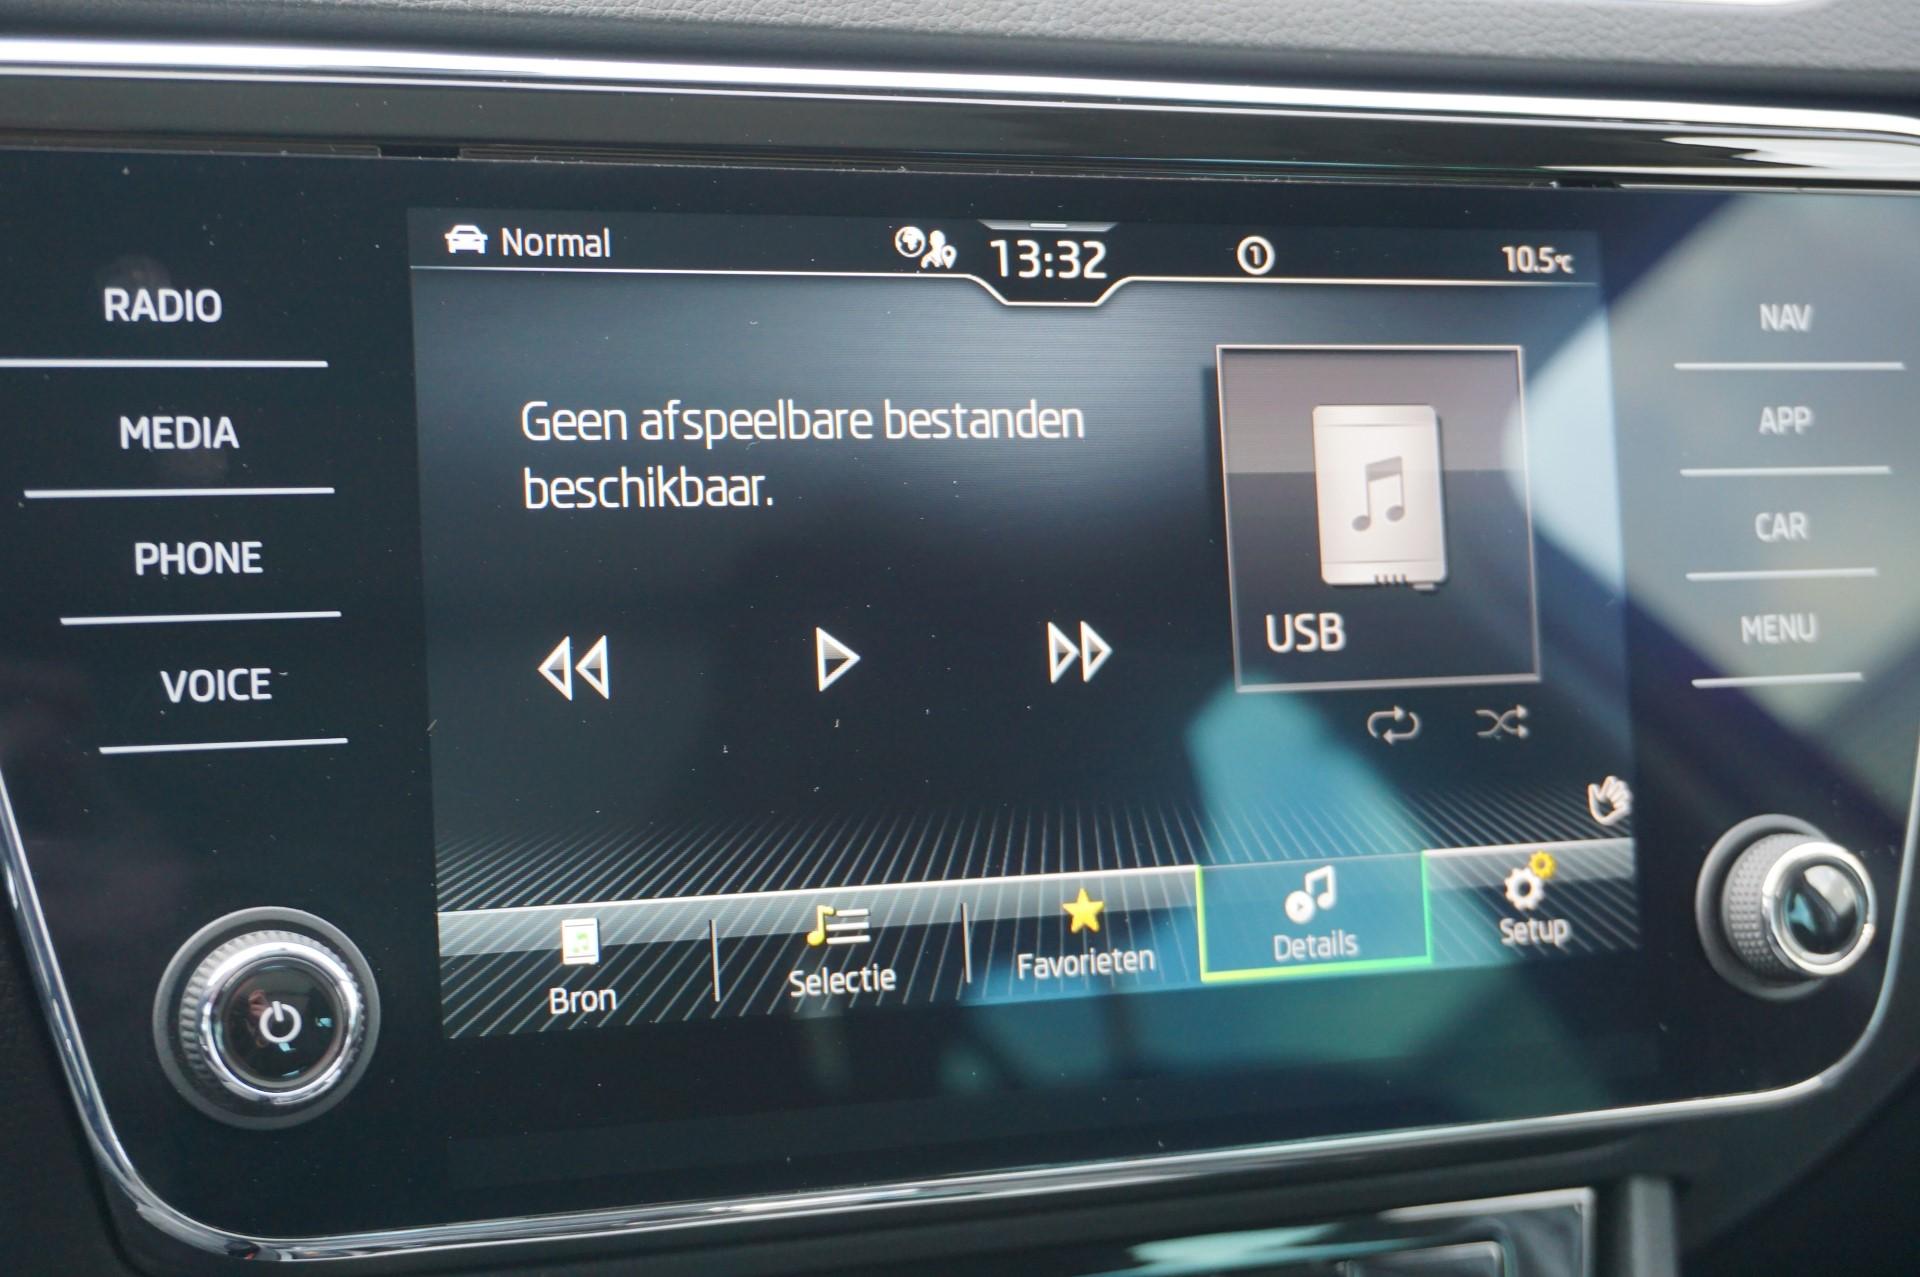 Normal
13:32
1
10.5°C
RADIO
MEDIA
PHONE
VOICE
Geen afspeelbare bestanden
beschikbaar.
USB
NAV
APP
CAR
MENU
Bron
Selectie
Favorieten
Details
Setup